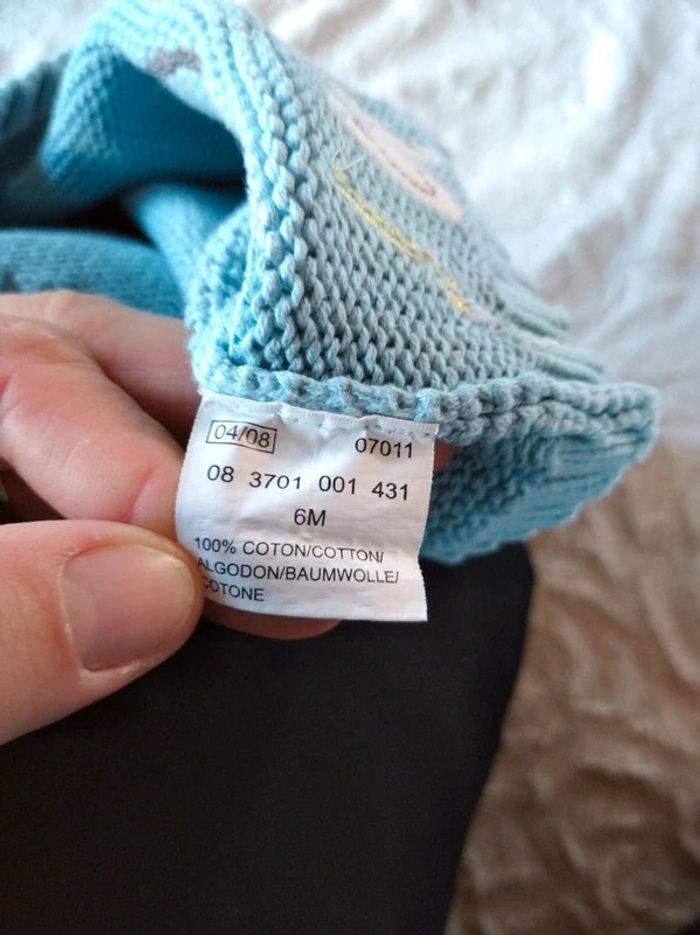 04/08 07011
08 3701 001 431
6M
100% COTON/COTTON/
ALGODON/BAUMWOLLE/
COTONE